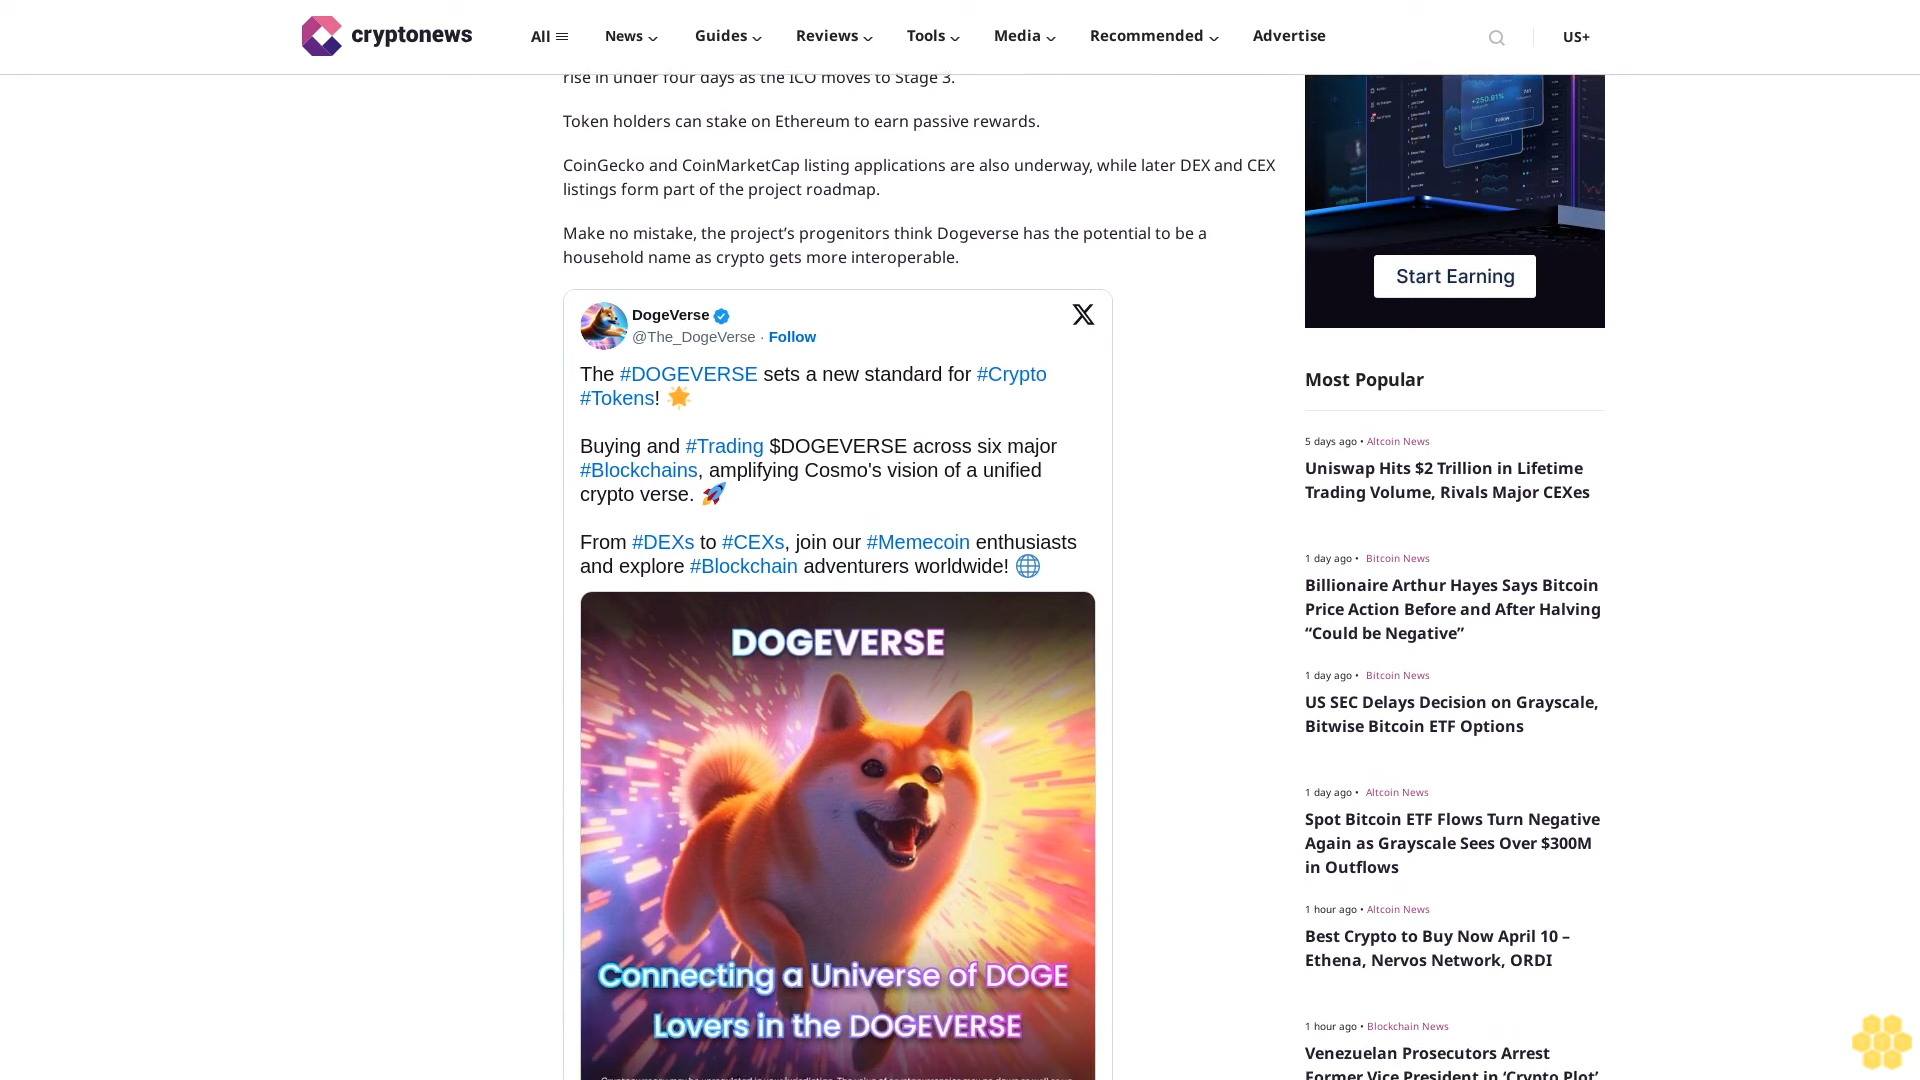 cryptonews
All
News
Guides
Reviews
Tools
Media
Recommended
Advertise
US+
rise in under four days as the ICO moves to Stage 3.
Token holders can stake on Ethereum to earn passive rewards.
CoinGecko and CoinMarketCap listing applications are also underway, while later DEX and CEX
listings form part of the project roadmap.
Make no mistake, the project’s progenitors think Dogeverse has the potential to be a
household name as crypto gets more interoperable.
DogeVerse
@The_DogeVerse · Follow
The #DOGEVERSE sets a new standard for #Crypto
#Tokens! 🌟
Buying and #Trading $DOGEVERSE across six major
#Blockchains, amplifying Cosmo's vision of a unified
crypto verse. 🚀
From #DEXs to #CEXs, join our #Memecoin enthusiasts
and explore #Blockchain adventurers worldwide! 🌐
DOGEVERSE
Connecting a Universe of DOGE
Lovers in the DOGEVERSE
+250.91%
Follow
Follow
Start Earning
Most Popular
5 days ago • Altcoin News
Uniswap Hits $2 Trillion in Lifetime
Trading Volume, Rivals Major CEXes
1 day ago • Bitcoin News
Billionaire Arthur Hayes Says Bitcoin
Price Action Before and After Halving
“Could be Negative”
1 day ago • Bitcoin News
US SEC Delays Decision on Grayscale,
Bitwise Bitcoin ETF Options
1 day ago • Altcoin News
Spot Bitcoin ETF Flows Turn Negative
Again as Grayscale Sees Over $300M
in Outflows
1 hour ago • Altcoin News
Best Crypto to Buy Now April 10 –
Ethena, Nervos Network, ORDI
1 hour ago • Blockchain News
Venezuelan Prosecutors Arrest
Former Vice President in ‘Crypto Plot’